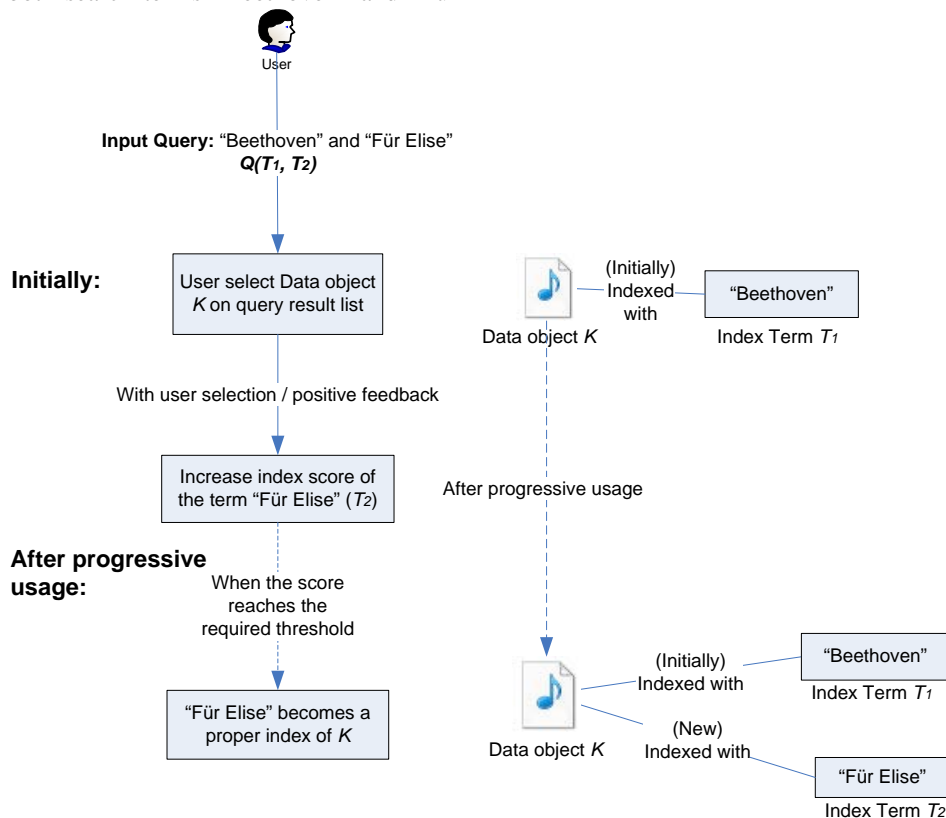 User
Input Query: “Beethoven” and “Für Elise”
Q(T1, T2)
Initially:
User select Data object
K on query result list
With user selection / positive feedback
Increase index score of
the term “Für Elise” (T2)
After progressive
usage:
When the score
reaches the
required threshold
“Für Elise” becomes a
proper index of K
(Initially)
Indexed
with
“Beethoven”
Data object K
Index Term T1
After progressive usage
(Initially)
Indexed with
“Beethoven”
Index Term T1
Data object K
(New)
Indexed with
“Für Elise”
Index Term T2